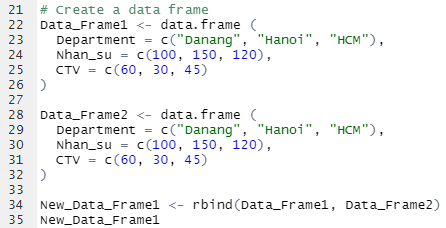 21 # Create a data frame
22 Data_Frame1 <- data.frame (
23   Department = c("Danang", "Hanoi", "HCM"),
24   Nhan_su = c(100, 150, 120),
25   CTV = c(60, 30, 45)
26 )
27
28 Data_Frame2 <- data.frame (
29   Department = c("Danang", "Hanoi", "HCM"),
30   Nhan_su = c(100, 150, 120),
31   CTV = c(60, 30, 45)
32 )
33
34 New_Data_Frame1 <- rbind(Data_Frame1, Data_Frame2)
35 New_Data_Frame1